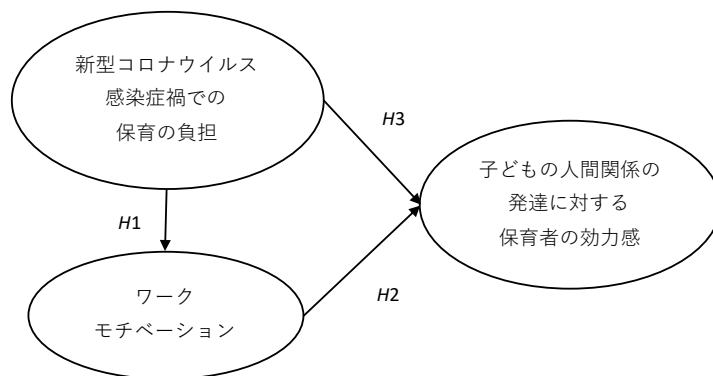 新型コロナウイルス
感染症禍での
保育の負担
H3
子どもの人間関係の
発達に対する
保育者の効力感
H1
H2
ワーク
モチベーション